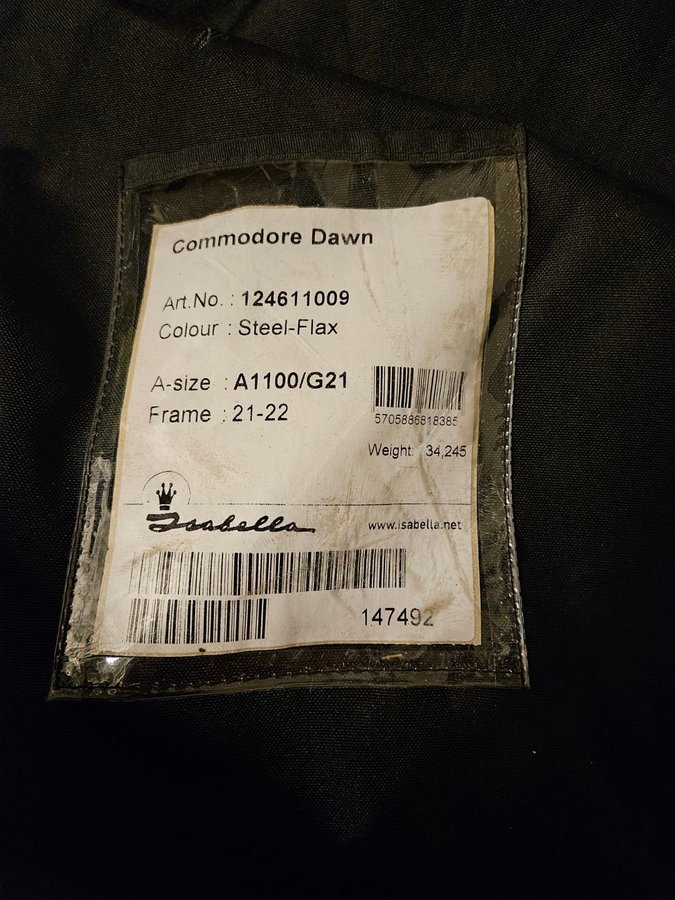 Commodore Dawn
Art.No. : 124611009
Colour : Steel-Flax
A-size : A1100/G21
Frame : 21-22
5705886818385
Weight: 34,245
Isabella
www.isabella.net
147492